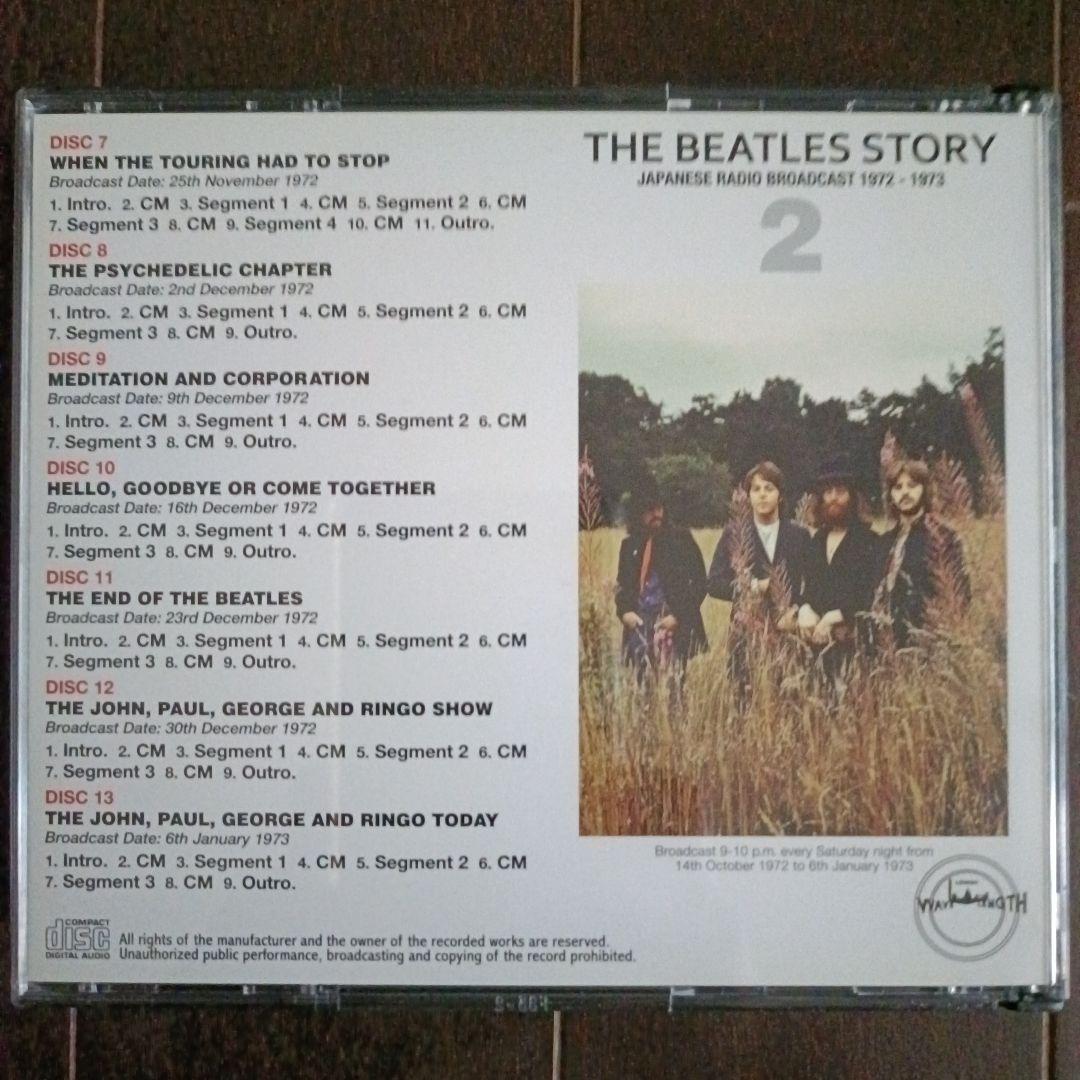 DISC 7
WHEN THE TOURING HAD TO STOP
Broadcast Date: 25th November 1972
1. Intro. 2. CM 3. Segment 1 4. CM 5. Segment 2 6. CM
7. Segment 3 8. CM 9. Segment 4 10. CM 11. Outro.
DISC 8
THE PSYCHEDELIC CHAPTER
Broadcast Date: 2nd December 1972
1. Intro. 2. CM 3. Segment 1 4. CM 5. Segment 2 6. CM
7. Segment 3 8. CM 9. Outro.
DISC 9
MEDITATION AND CORPORATION
Broadcast Date: 9th December 1972
1. Intro. 2. CM 3. Segment 1 4. CM 5. Segment 2 6. CM
7. Segment 3 8. CM 9. Outro.
DISC 10
HELLO, GOODBYE OR COME TOGETHER
Broadcast Date: 16th December 1972
1. Intro. 2. CM 3. Segment 1 4. CM 5. Segment 2 6. CM
7. Segment 3 8. CM 9. Outro.
DISC 11
THE END OF THE BEATLES
Broadcast Date: 23rd December 1972
1. Intro. 2. CM 3. Segment 1 4. CM 5. Segment 2 6. CM
7. Segment 3 8. CM 9. Outro.
DISC 12
THE JOHN, PAUL, GEORGE AND RINGO SHOW
Broadcast Date: 30th December 1972
1. Intro. 2. CM 3. Segment 1 4. CM 5. Segment 2 6. CM
7. Segment 3 8. CM 9. Outro.
DISC 13
THE JOHN, PAUL, GEORGE AND RINGO TODAY
Broadcast Date: 6th January 1973
1. Intro. 2. CM 3. Segment 1 4. CM 5. Segment 2 6. CM
7. Segment 3 8. CM 9. Outro.
COMPACT
disc
DIGITAL AUDIO
All rights of the manufacturer and the owner of the recorded works are reserved.
Unauthorized public performance, broadcasting and copying of the record prohibited.
THE BEATLES STORY
JAPANESE RADIO BROADCAST 1972 - 1973
2
Broadcast 9-10 p.m. every Saturday night from
14th October 1972 to 6th January 1973